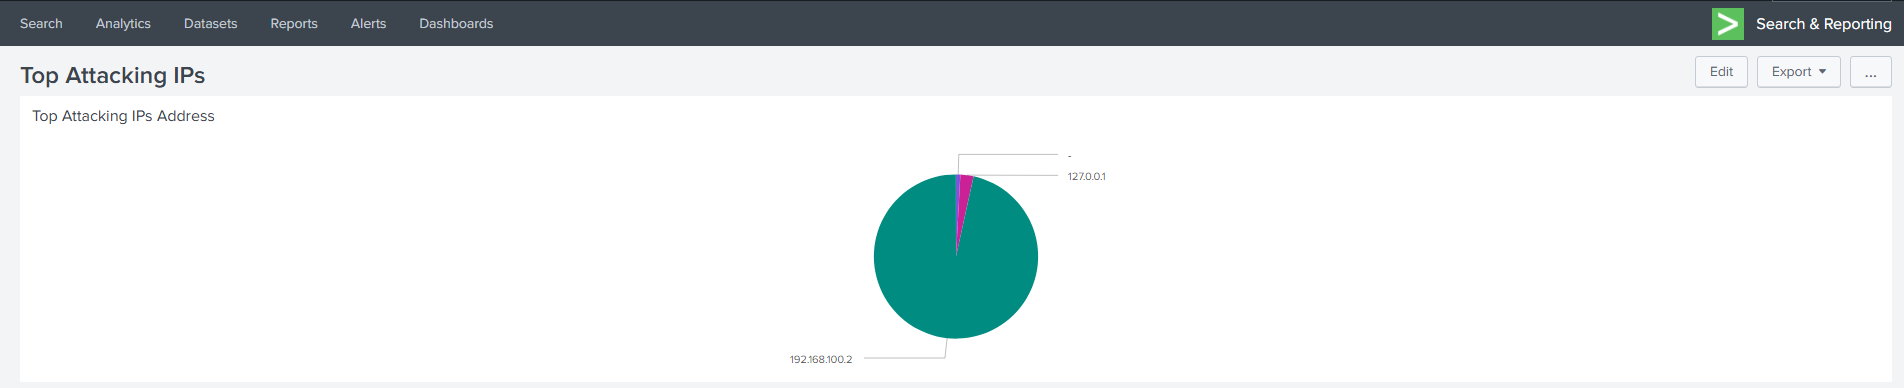 Search Analytics Datasets Reports Alerts Dashboards > Search & Reporting
Top Attacking IPs Edit Export ...
Top Attacking IPs Address
-
127.0.0.1
192.168.100.2